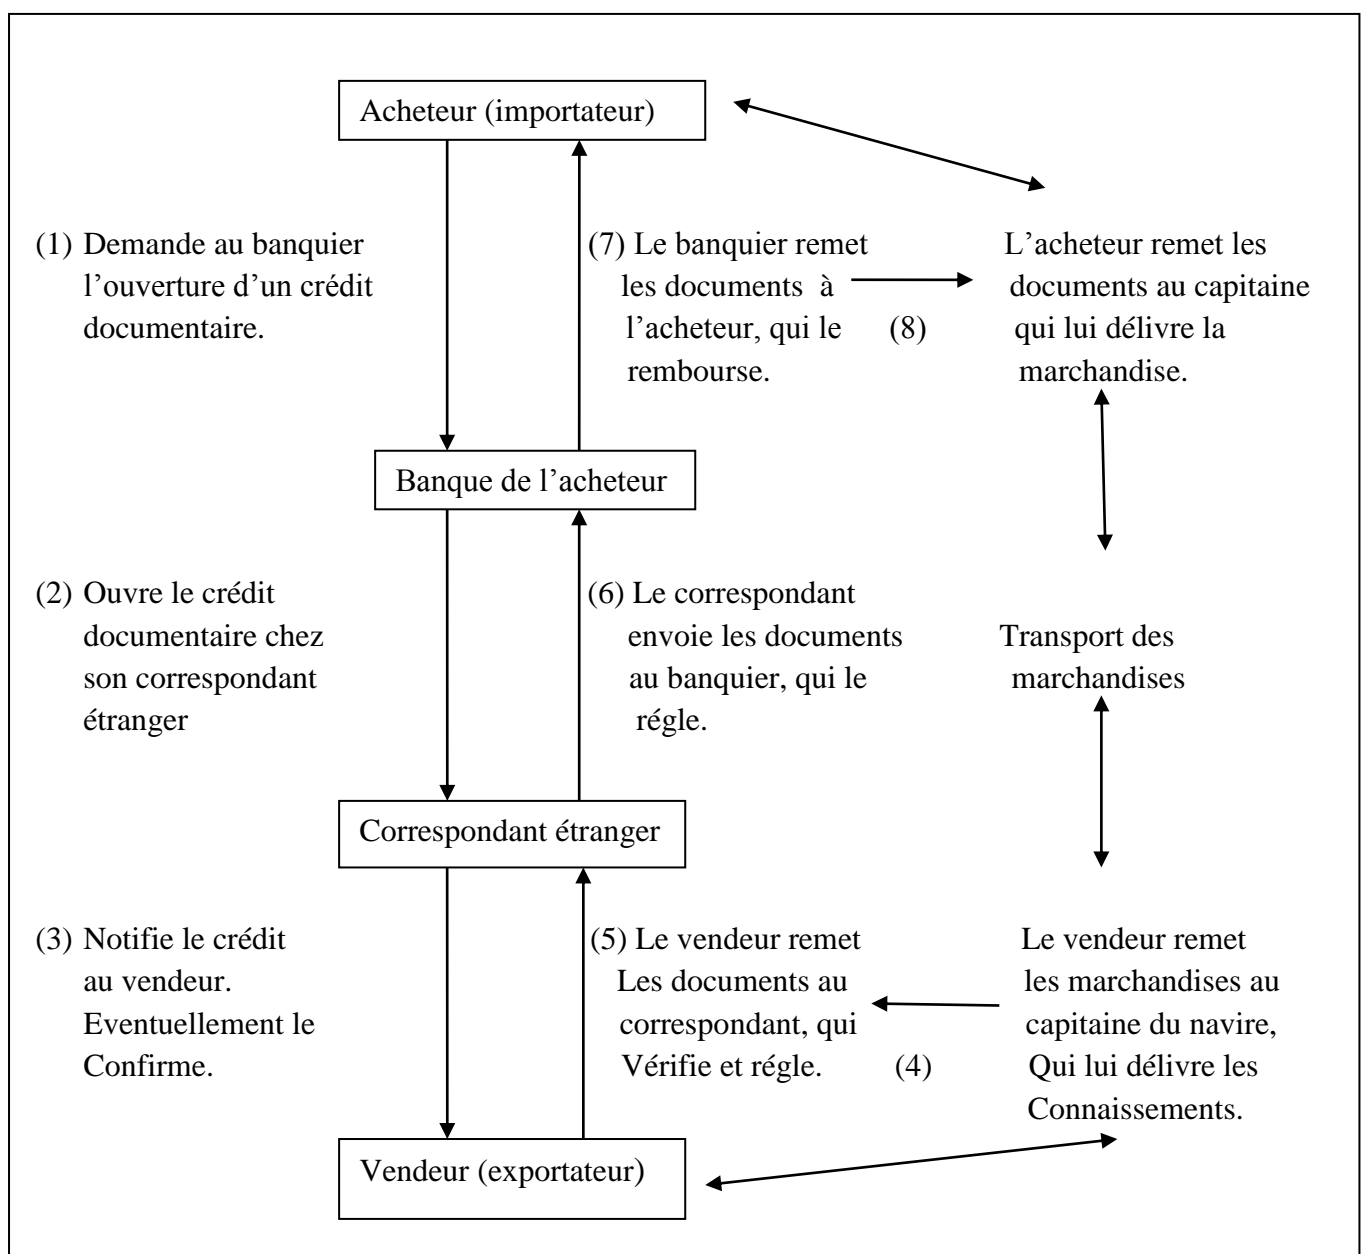 Acheteur (importateur)
(1) Demande au banquier
l’ouverture d’un crédit
documentaire.
(7) Le banquier remet
les documents à
l’acheteur, qui le
rembourse.
(8)
L’acheteur remet les
documents au capitaine
qui lui délivre la
marchandise.
Banque de l’acheteur
(2) Ouvre le crédit
documentaire chez
son correspondant
étranger
(6) Le correspondant
envoie les documents
au banquier, qui le
régle.
Transport des
marchandises
Correspondant étranger
(3) Notifie le crédit
au vendeur.
Eventuellement le
Confirme.
(5) Le vendeur remet
Les documents au
correspondant, qui
Vérifie et régle.
(4)
Le vendeur remet
les marchandises au
capitaine du navire,
Qui lui délivre les
Connaissements.
Vendeur (exportateur)